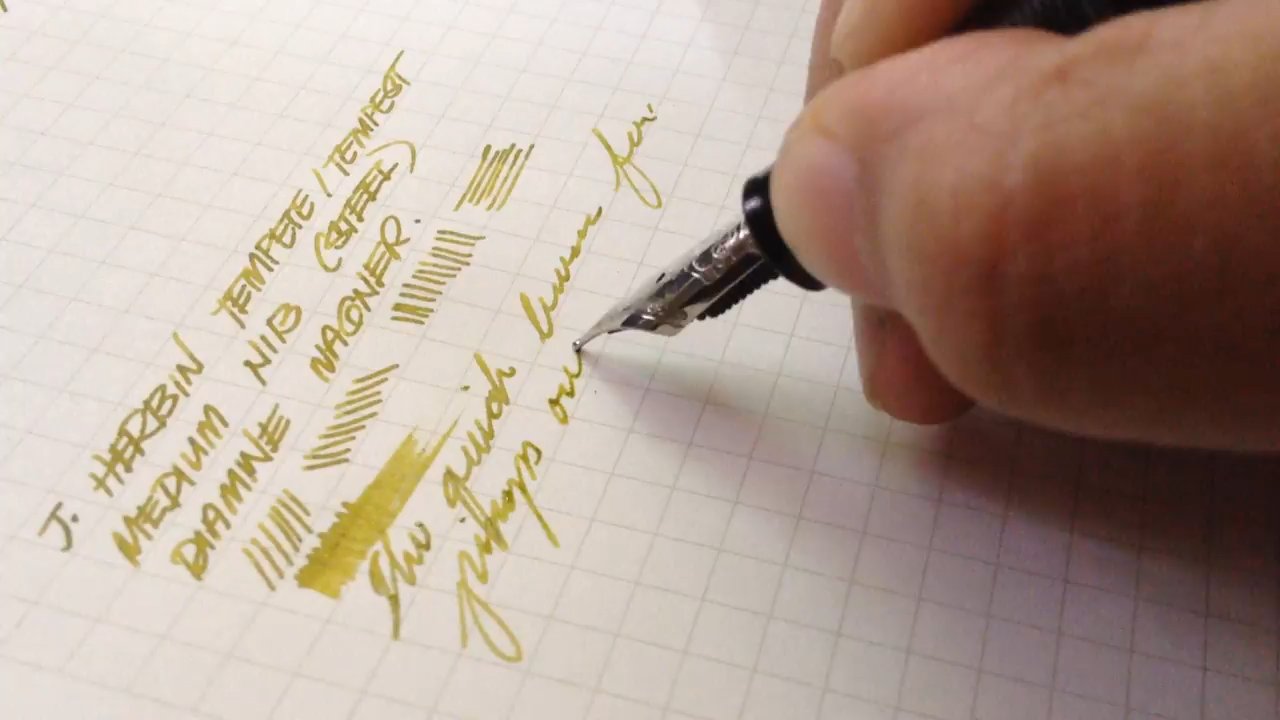 J. HERBIN TEMPETE / TEMPEST
MEDIUM NIB (STEEL)
DIAMINE WAGNER.
The quick brown fox
jumps ov